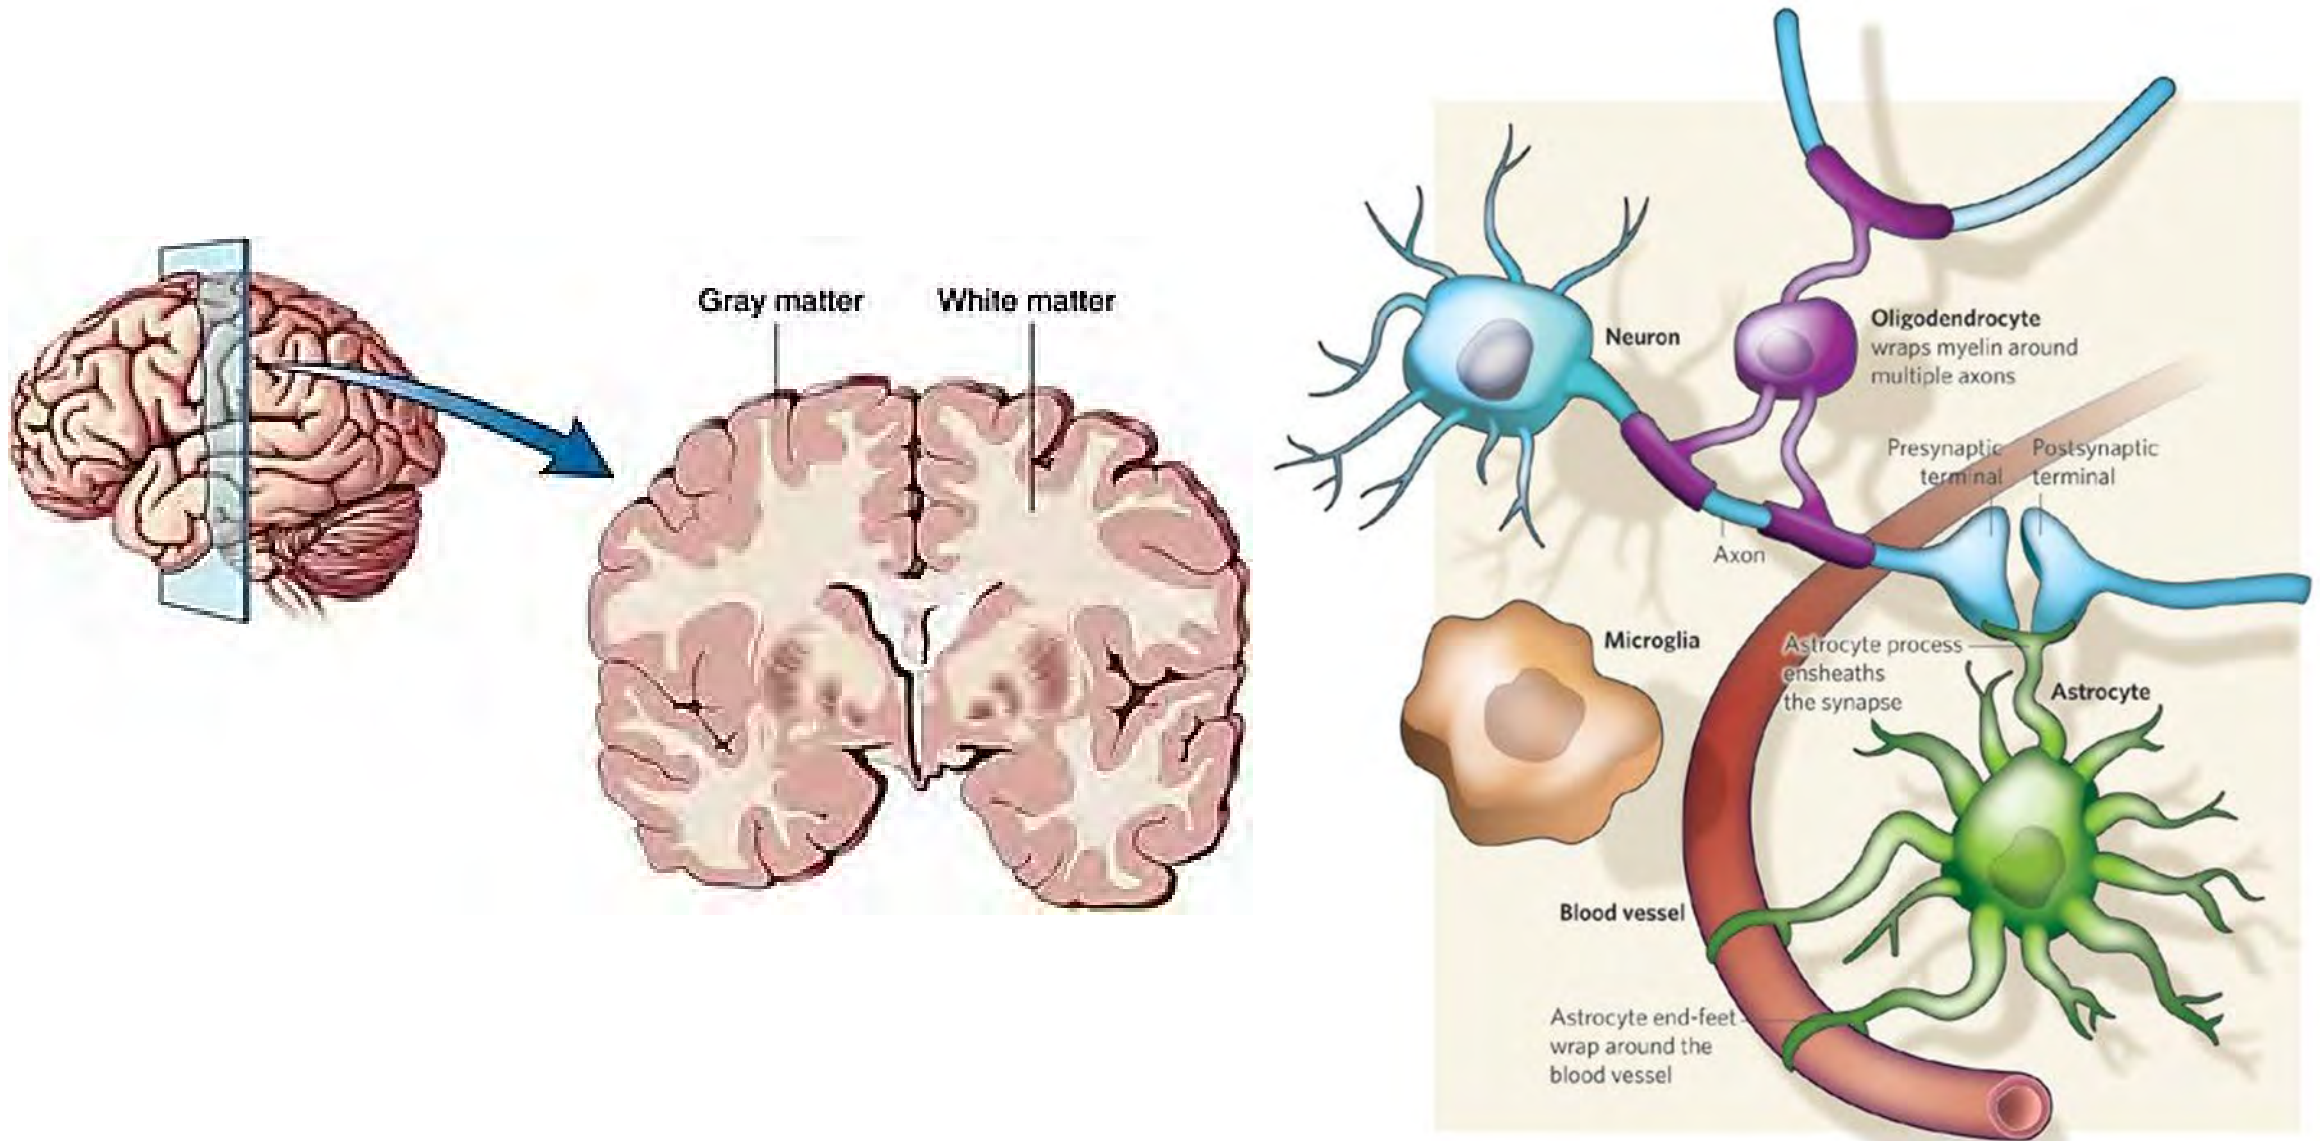 Gray matter
White matter
Neuron
Oligodendrocyte
wraps myelin around
multiple axons
Presynaptic
terminal
Postsynaptic
terminal
Axon
Microglia
Astrocyte process
ensheaths
the synapse
Astrocyte
Blood vessel
Astrocyte end-feet
wrap around the
blood vessel